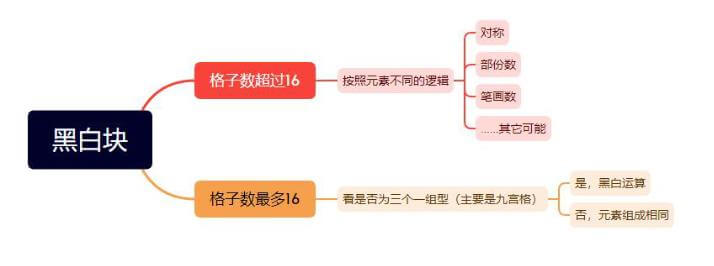 黑白块
格子数超过16
按照元素不同的逻辑
对称
部份数
笔画数
……其它可能
格子数最多16
看是否为三个一组型（主要是九宫格）
是，黑白运算
否，元素组成相同